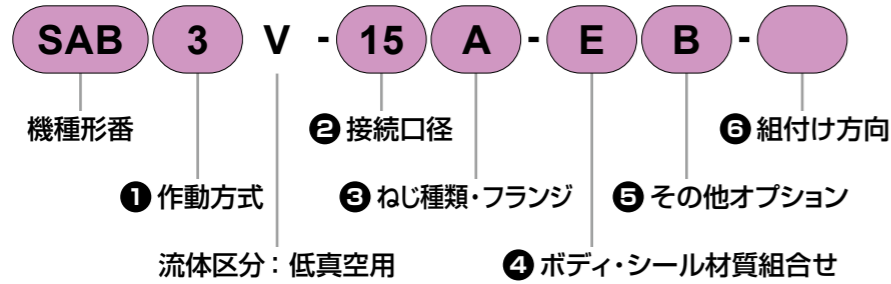 SAB 3 V - 15 A - E B -
機種形番
❷ 接続口径
❻ 組付け方向
❶ 作動方式
❸ ねじ種類・フランジ
❺ その他オプション
流体区分：低真空用
❹ ボディ・シール材質組合せ